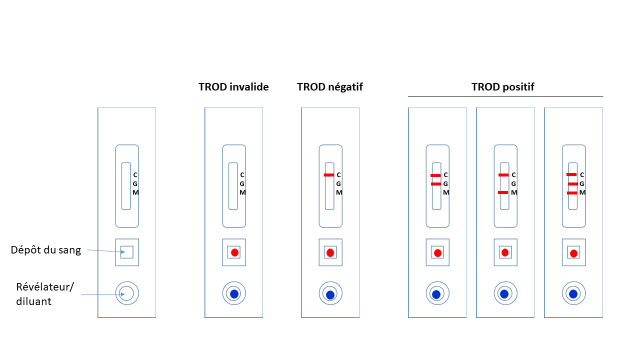 TROD invalide
TROD négatif
TROD positif
C
G
M
C
G
M
C
G
M
C
G
M
C
G
M
C
G
M
Dépôt du sang
Révélateur/
diluant